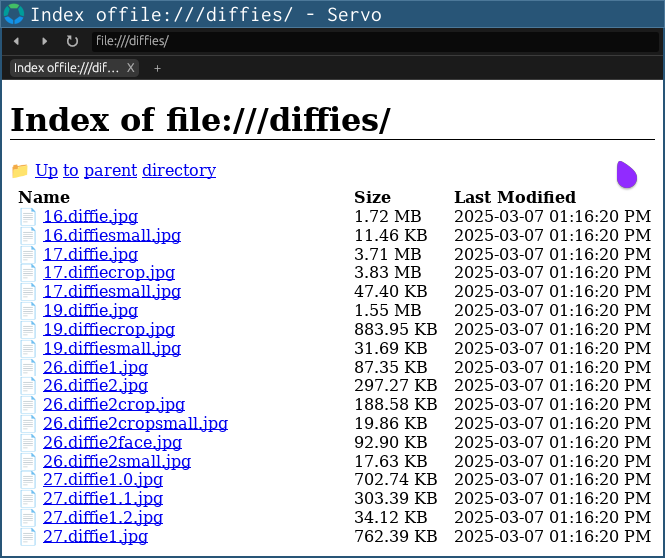 Index offile:///diffies/ - Servo
file:///diffies/
Index offile:///dif... X +
Index of file:///diffies/
Up to parent directory
Name Size Last Modified
16.diffie.jpg 1.72 MB 2025-03-07 01:16:20 PM
16.diffiesmall.jpg 11.46 KB 2025-03-07 01:16:20 PM
17.diffie.jpg 3.71 MB 2025-03-07 01:16:20 PM
17.diffiecrop.jpg 3.83 MB 2025-03-07 01:16:20 PM
17.diffiesmall.jpg 47.40 KB 2025-03-07 01:16:20 PM
19.diffie.jpg 1.55 MB 2025-03-07 01:16:20 PM
19.diffiecrop.jpg 883.95 KB 2025-03-07 01:16:20 PM
19.diffiesmall.jpg 31.69 KB 2025-03-07 01:16:20 PM
26.diffie1.jpg 87.35 KB 2025-03-07 01:16:20 PM
26.diffie2.jpg 297.27 KB 2025-03-07 01:16:20 PM
26.diffie2crop.jpg 188.58 KB 2025-03-07 01:16:20 PM
26.diffie2cropsmall.jpg 19.86 KB 2025-03-07 01:16:20 PM
26.diffie2face.jpg 92.90 KB 2025-03-07 01:16:20 PM
26.diffie2small.jpg 17.63 KB 2025-03-07 01:16:20 PM
27.diffie1.0.jpg 702.74 KB 2025-03-07 01:16:20 PM
27.diffie1.1.jpg 303.39 KB 2025-03-07 01:16:20 PM
27.diffie1.2.jpg 34.12 KB 2025-03-07 01:16:20 PM
27.diffie1.jpg 762.39 KB 2025-03-07 01:16:20 PM